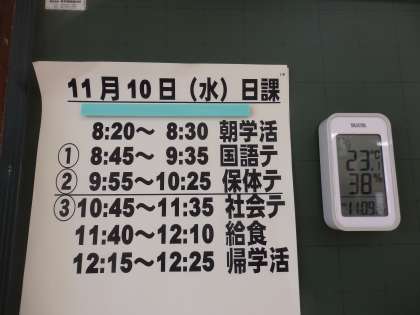 11月10日（水）日課
8:20～ 8:30 朝学活
① 8:45～ 9:35 国語テ
② 9:55～10:25 保体テ
③10:45～11:35 社会テ
11:40～12:10 給食
12:15～12:25 帰学活
TANITA
23℃
38%
11:09